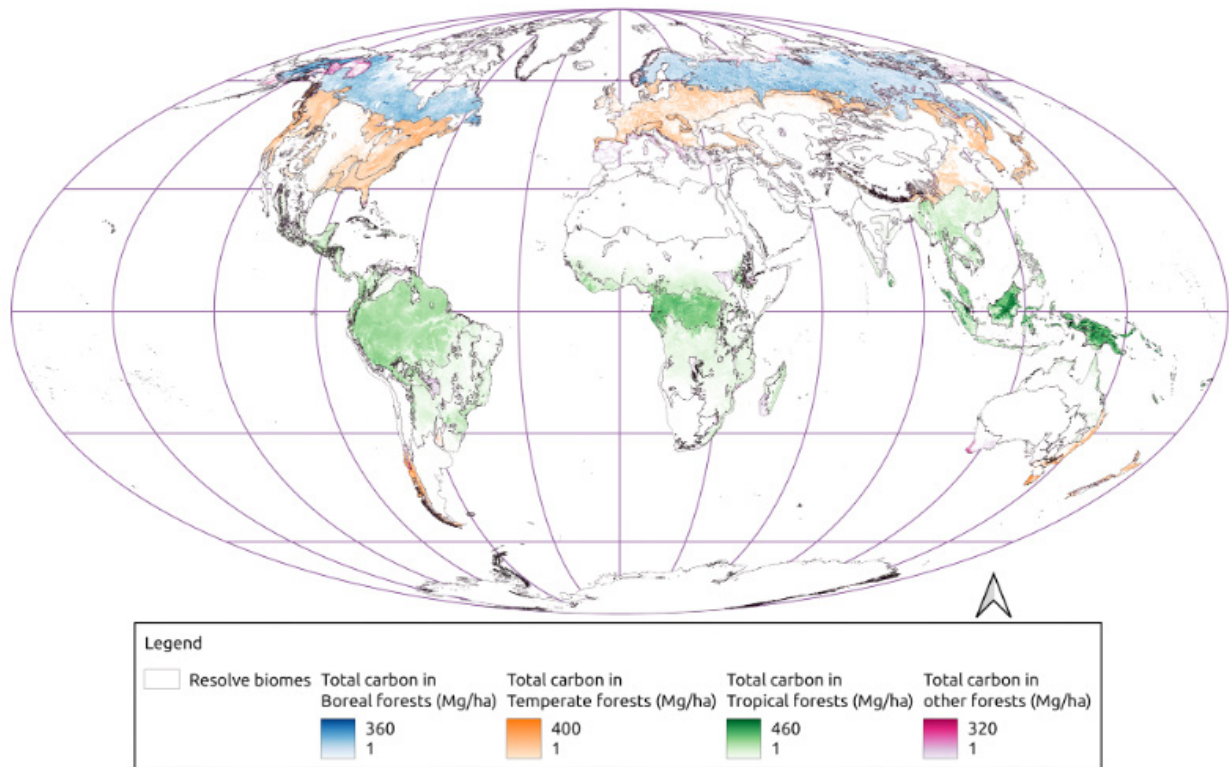 Legend
Resolve biomes
Total carbon in
Boreal forests (Mg/ha)
360
1
Total carbon in
Temperate forests (Mg/ha)
400
1
Total carbon in
Tropical forests (Mg/ha)
460
1
Total carbon in
other forests (Mg/ha)
320
1